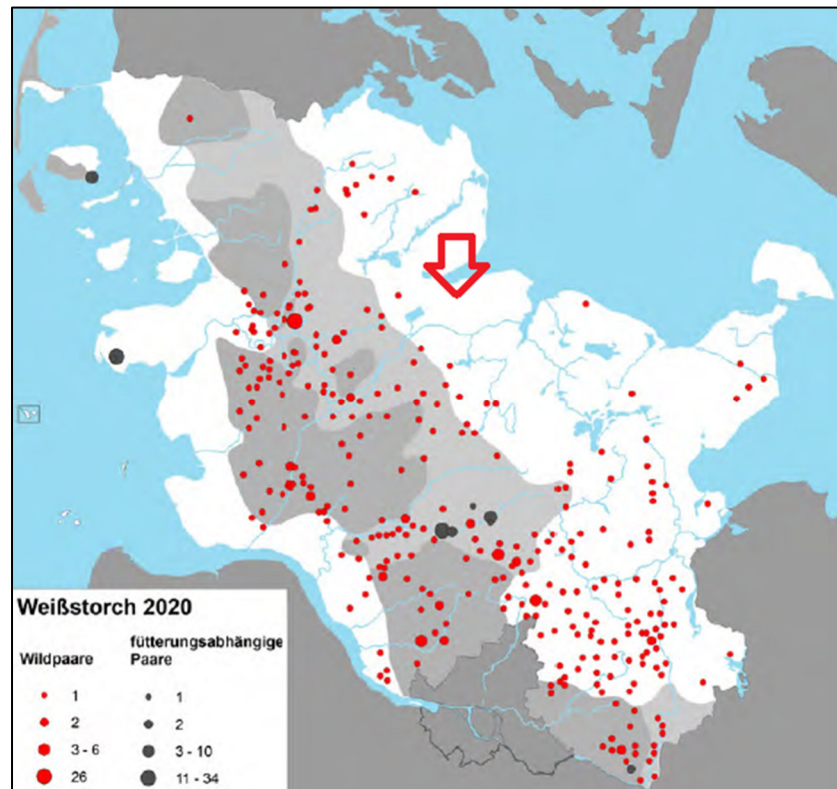 Weißstorch 2020
Wildpaare
fütterungsabhängige
Paare
1
1
2
2
3 - 6
3 - 10
26
11 - 34